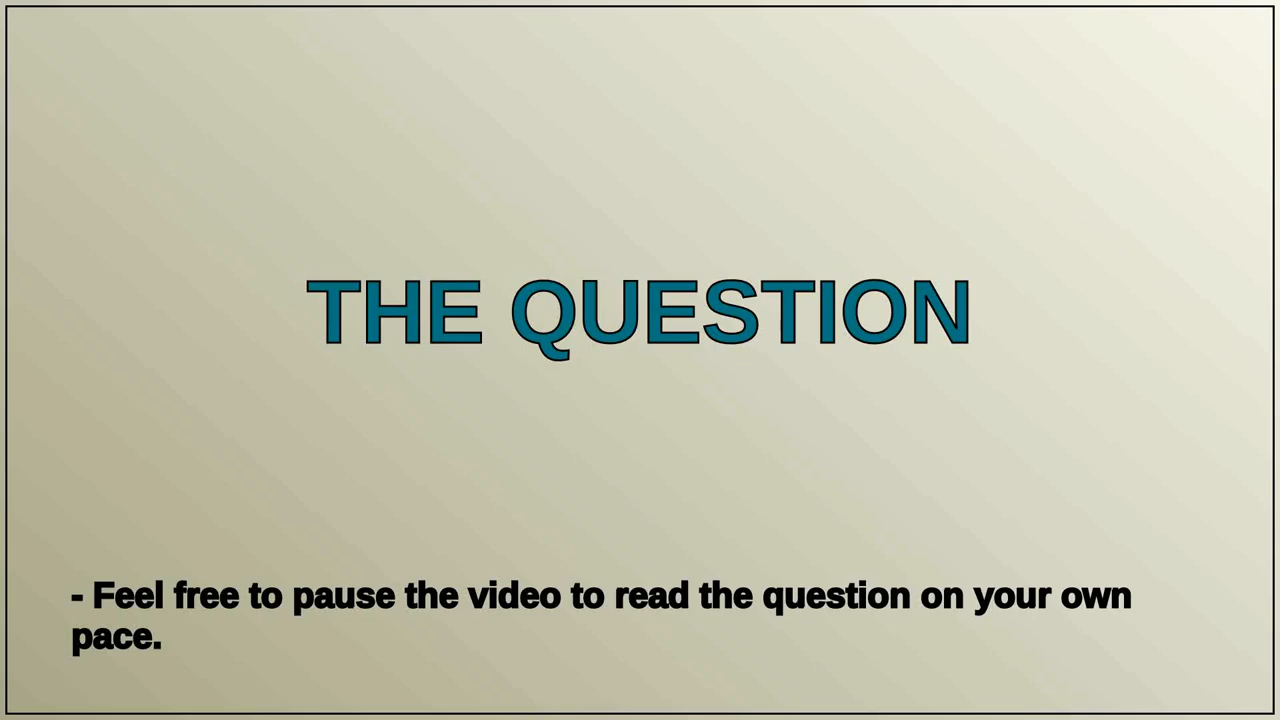 THE QUESTION
- Feel free to pause the video to read the question on your own
pace.